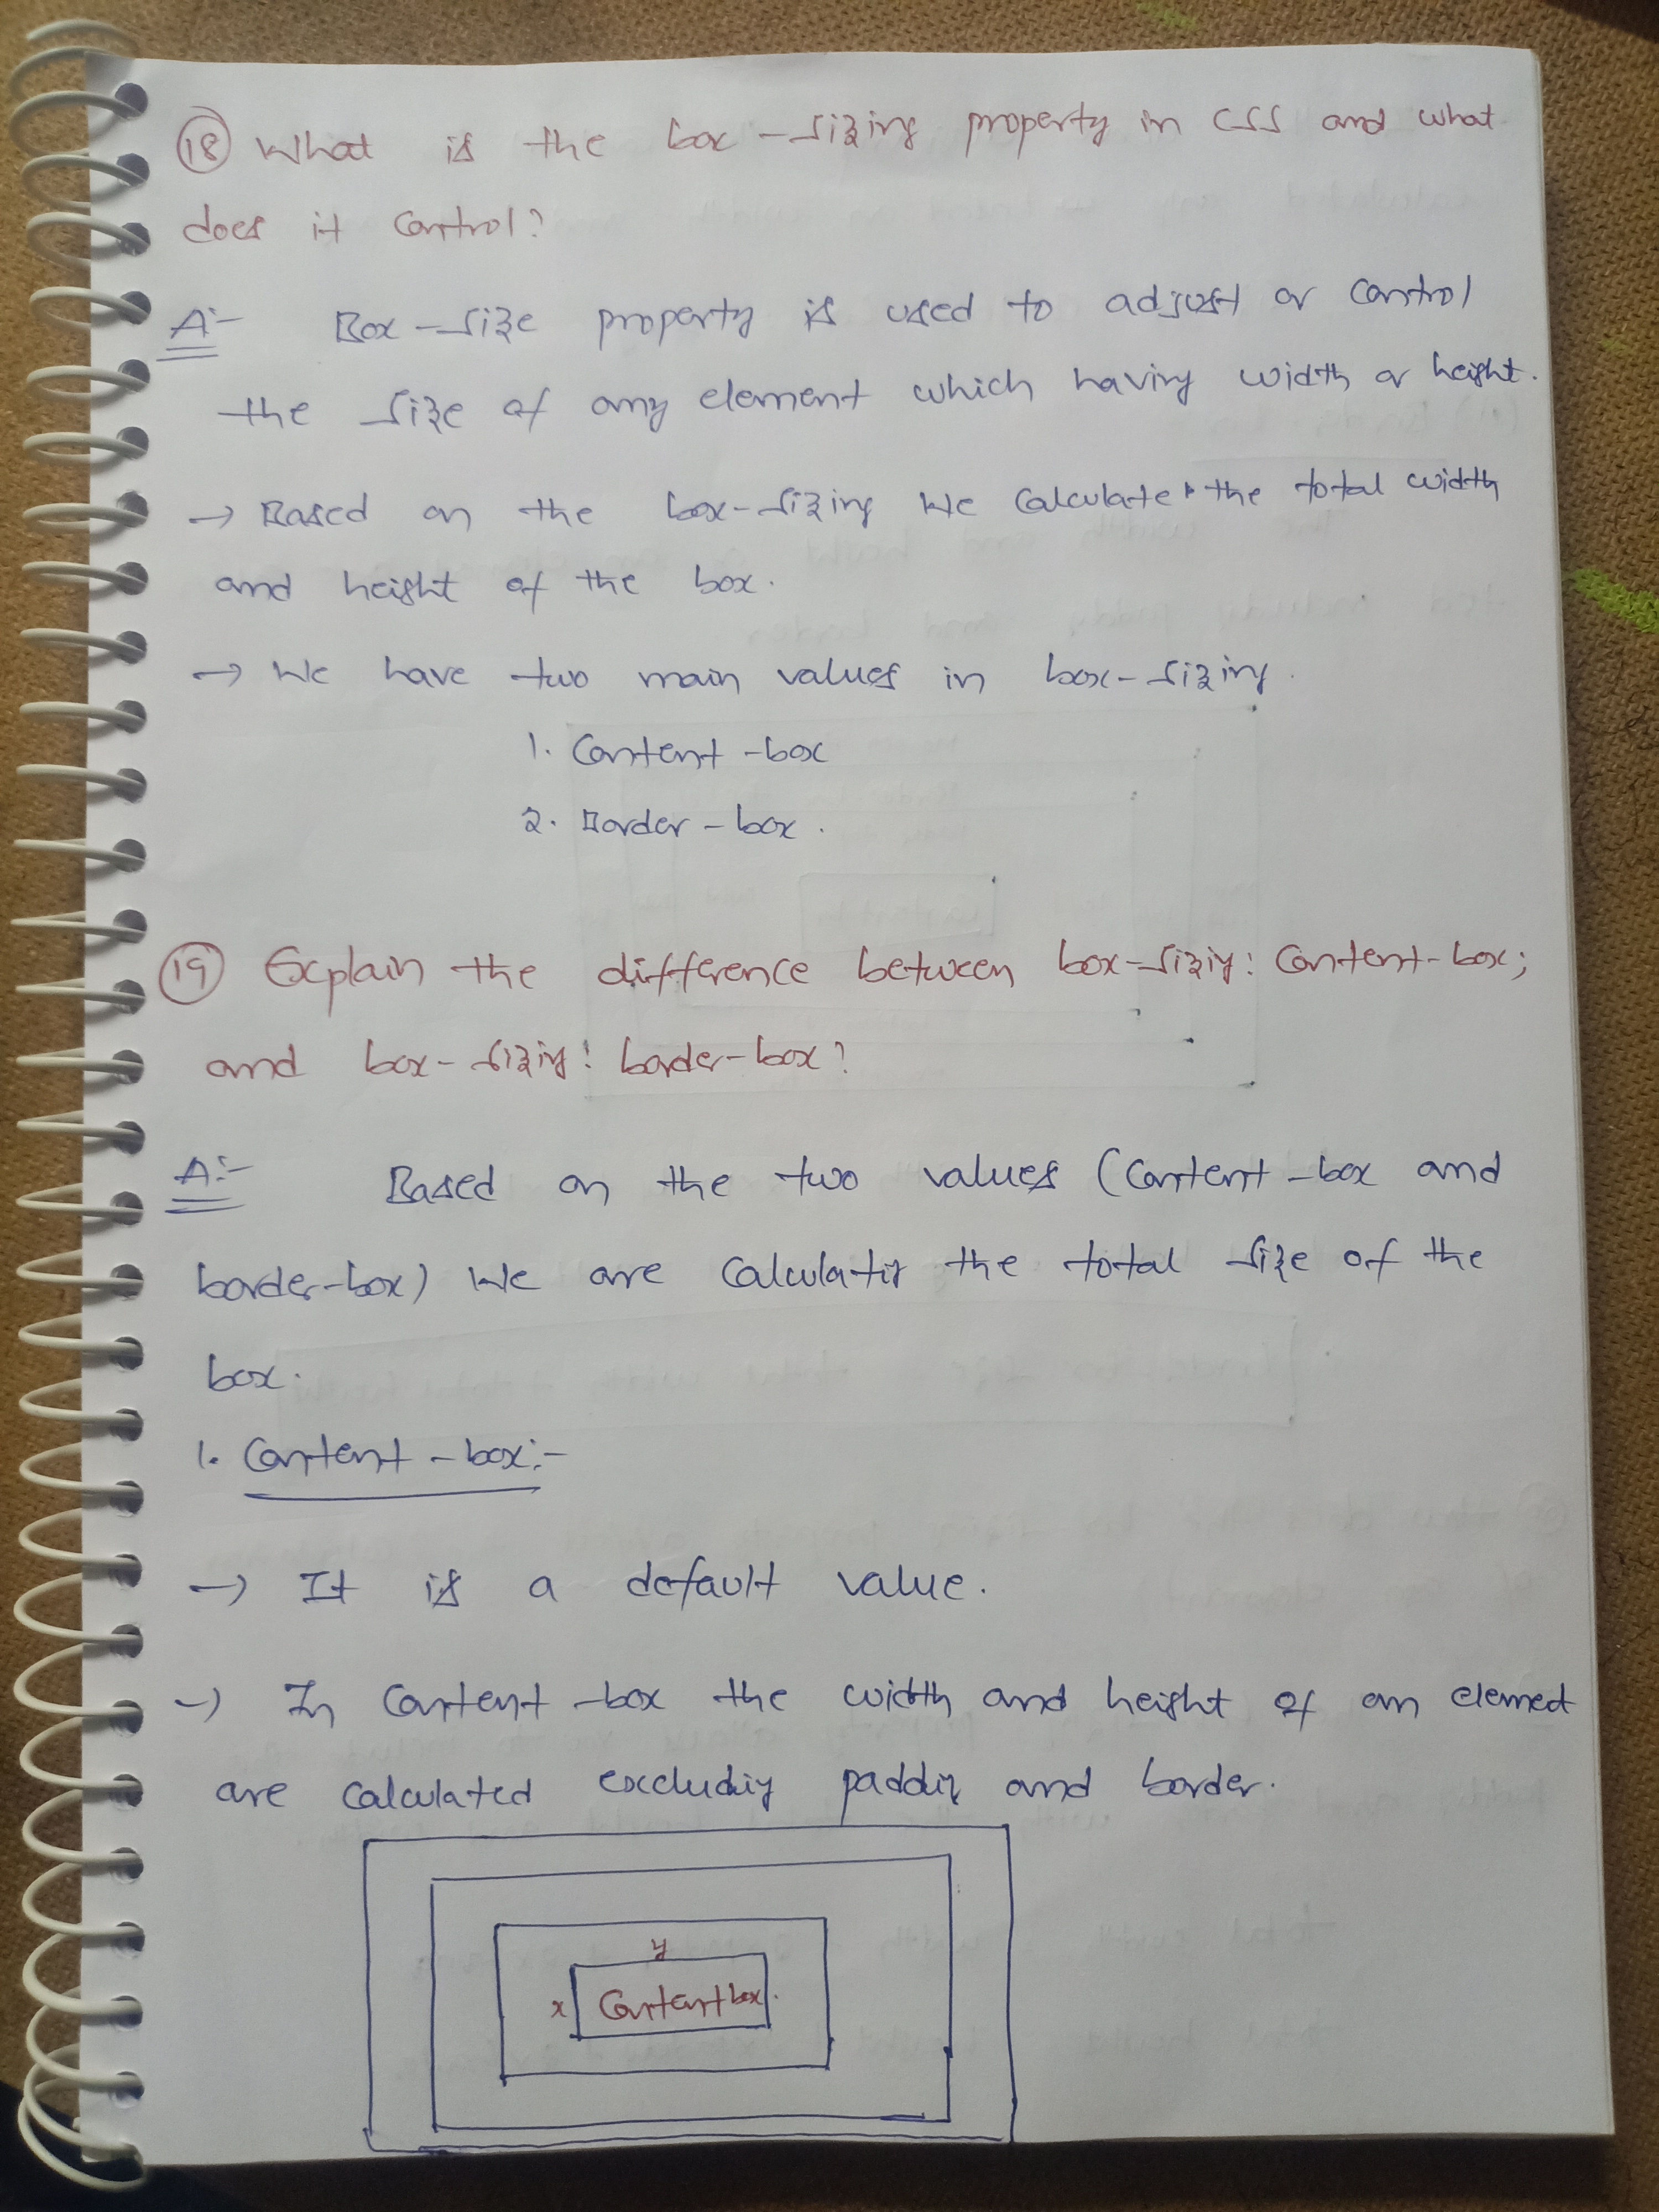 18 What is the box-sizing property in CSS and what
does it control?
A:- Box-size property is used to adjust or control
the size of any element which having width or height.
→ Based on the box-sizing We calculate the total width
and height of the box.
→ We have two main values in box-sizing.
1. Content-box
2. Border-box.
19 Explain the difference between box-sizing: Content-box;
and box-sizing: border-box?
A:- Based on the two values (Content-box and
border-box) We are calculating the total size of the
box.
1. Content-box:-
→ It is a default value.
→ In Content-box the width and height of an element
are calculated excluding padding and border.
y
x Content box.